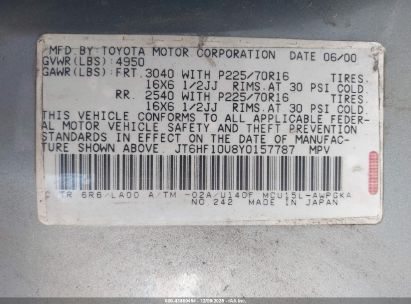 MFD. BY: TOYOTA MOTOR CORPORATION DATE 06/00
GVWR(LBS):4950
GAWR(LBS): FRT. 3040 WITH P225/70R16 TIRES,
16X6 1/2JJ RIMS, AT 30 PSI COLD
RR. 2540 WITH P225/70R16 TIRES,
16X6 1/2JJ RIMS, AT 30 PSI COLD
THIS VEHICLE CONFORMS TO ALL APPLICABLE FEDER-
AL MOTOR VEHICLE SAFETY AND THEFT PREVENTION
STANDARDS IN EFFECT ON THE DATE OF MANUFAC-
TURE SHOWN ABOVE. JT6HF10U8Y0157787 MPV
C/TR 6R6/LA00 A/TM -02A/U140F MCU15L-AWPGKA
NO.242 MADE IN JAPAN